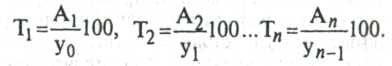 T₁ = A₁/y₀ 100, T₂ = A₂/y₁ 100 ... Tₙ = Aₙ/yₙ₋₁ 100.